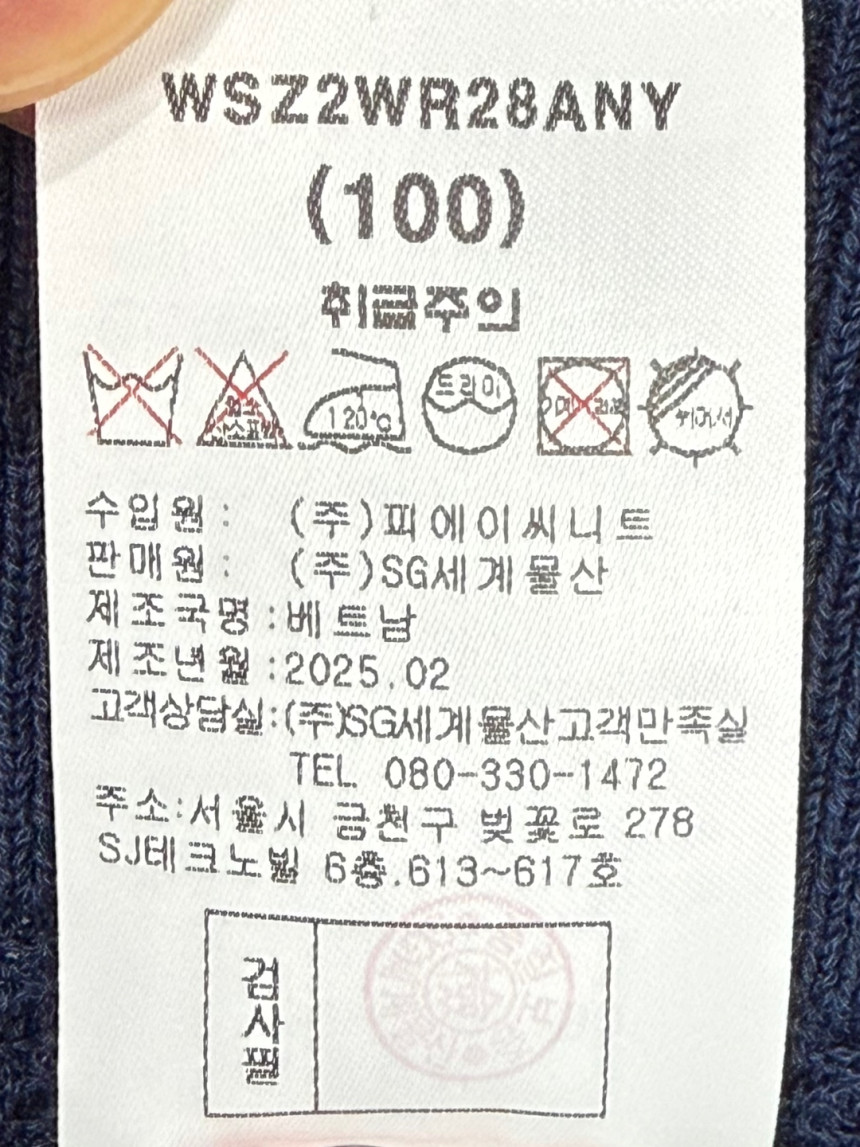 WSZ2WR28ANY
(100)
취급주의
120℃ 드라이 뉘어서
수입원 : (주)피에이씨니트
판매원 : (주)SG세계물산
제조국명 :베트남
제조년월 :2025.02
고객상담실:(주)SG세계물산고객만족실
TEL 080-330-1472
주소:서울시 금천구 벚꽃로 278
SJ테크노빌 6층.613~617호
검사필